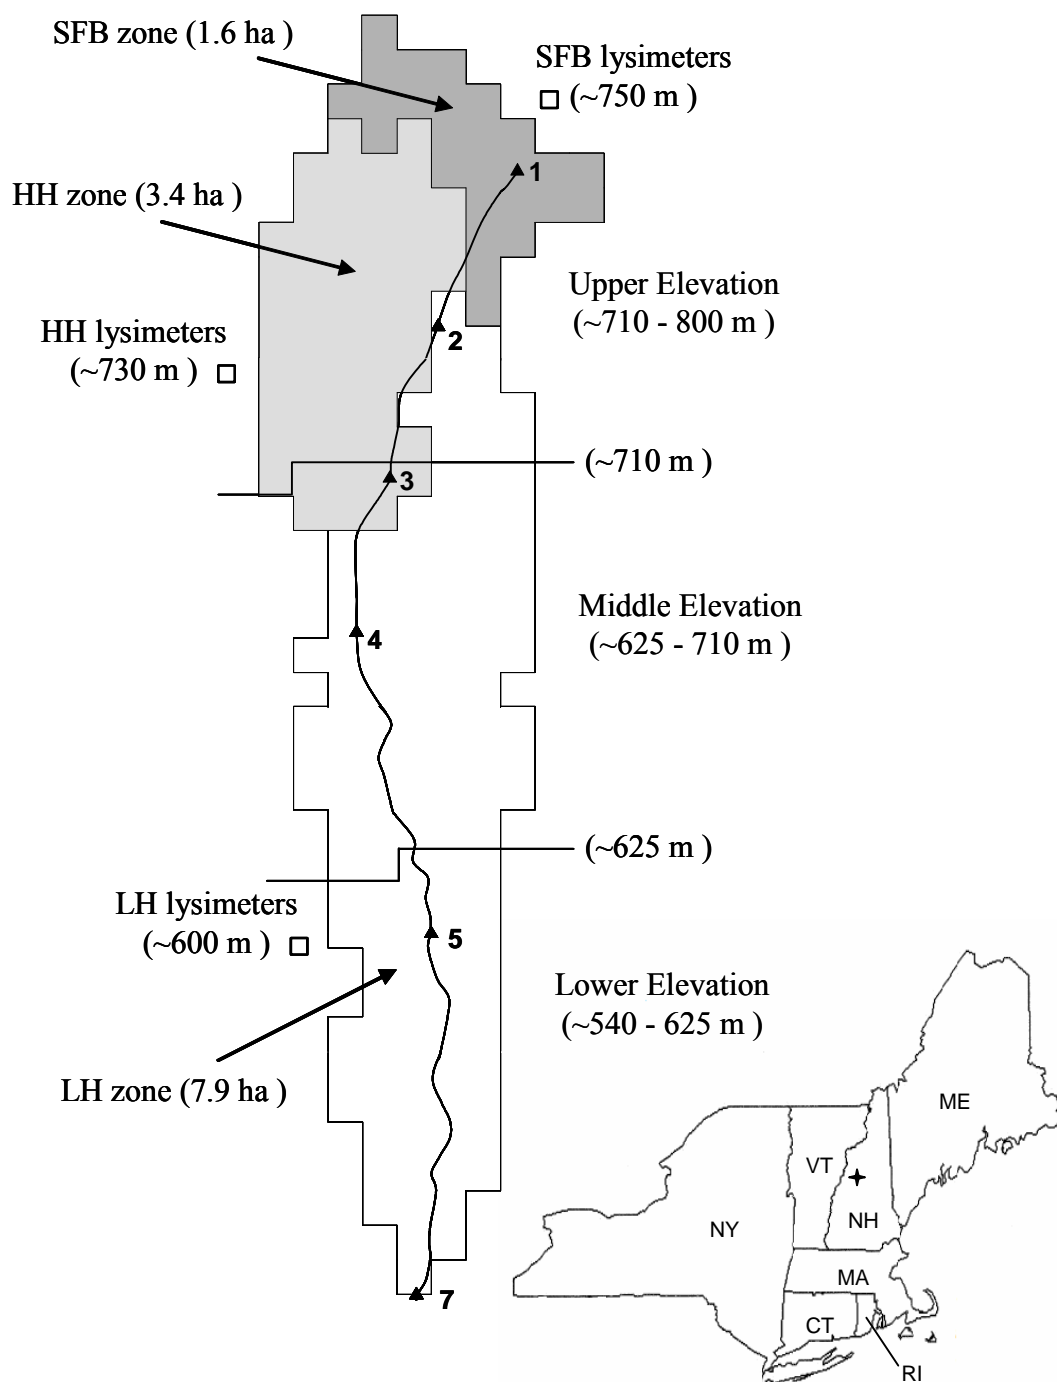 SFB zone (1.6 ha )
SFB lysimeters
(~750 m )
1
HH zone (3.4 ha )
Upper Elevation
(~710 - 800 m )
HH lysimeters
(~730 m )
2
(~710 m )
3
Middle Elevation
(~625 - 710 m )
4
(~625 m )
LH lysimeters
(~600 m )
5
Lower Elevation
(~540 - 625 m )
LH zone (7.9 ha )
ME
VT
NH
NY
MA
7
CT
RI